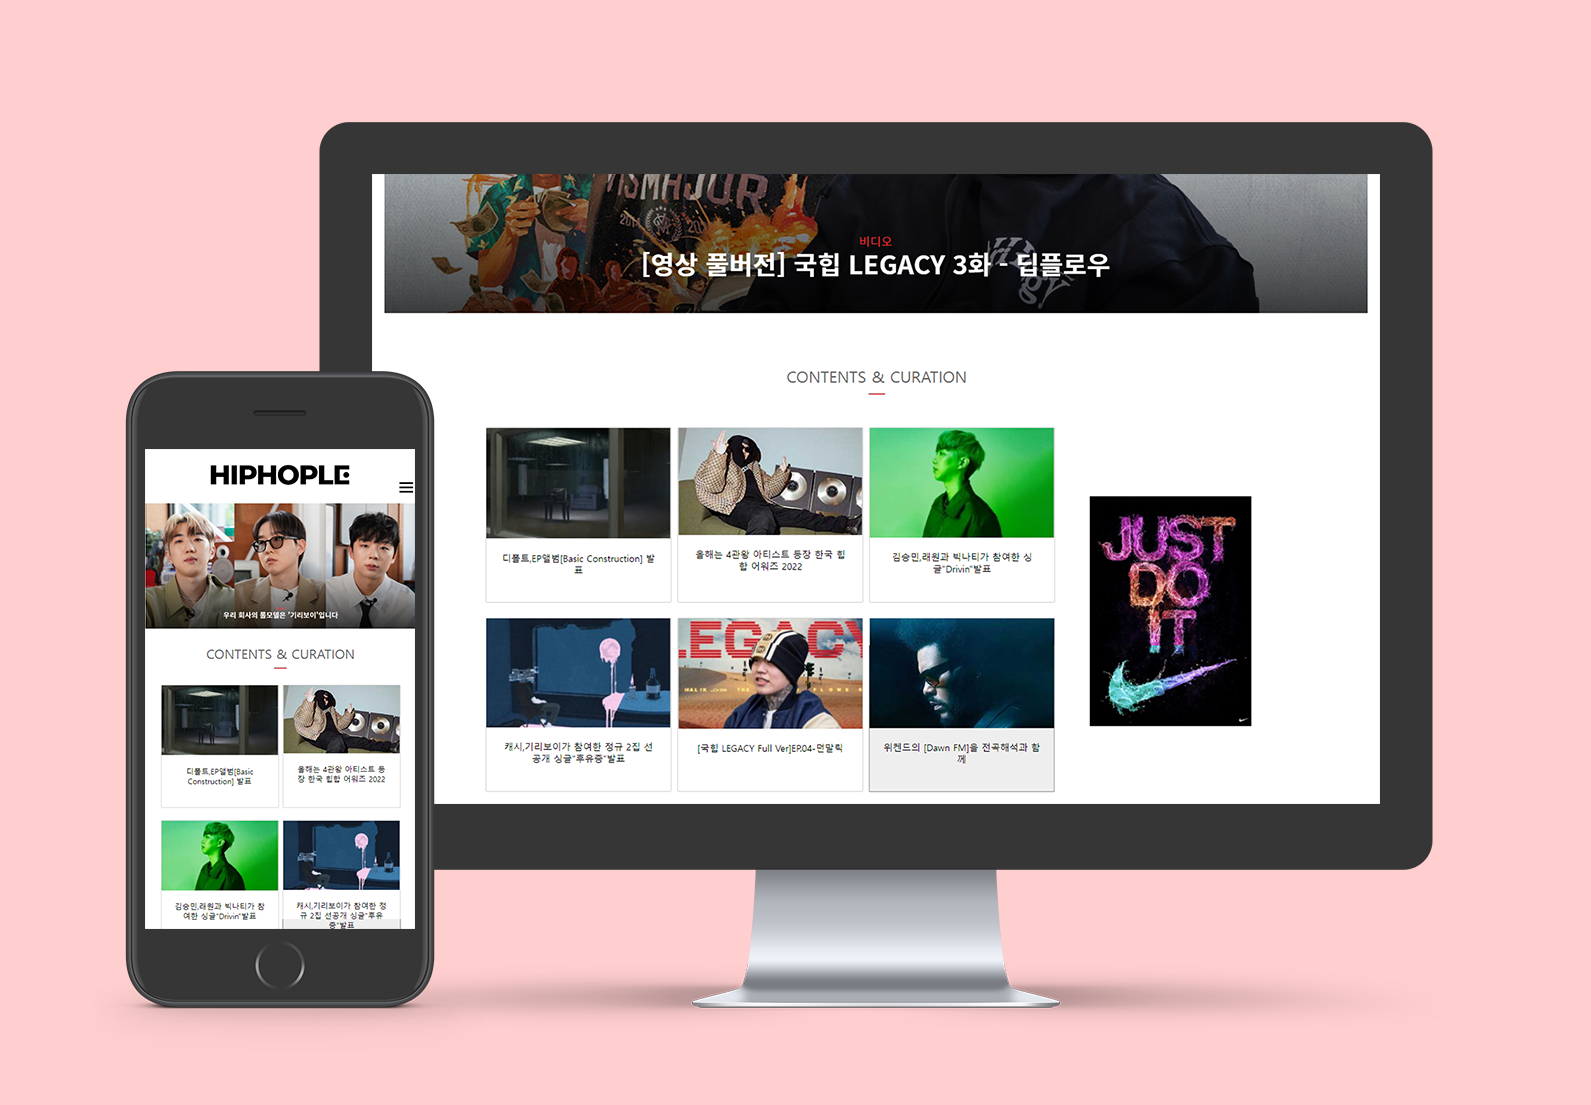 ISMAJOR
비디오
[영상 풀버전] 국힙 LEGACY 3화 - 딥플로우
CONTENTS & CURATION
디폴트,EP앨범[Basic Construction] 발
표
올해는 4관왕 아티스트 등장 한국 힙
합 어워즈 2022
김승민,래원과 빅나티가 참여한 싱
글"Drivin"발표
JUST
DO
IT
LEGACY
캐시,기리보이가 참여한 정규 2집 선
공개 싱글"후유증"발표
[국힙 LEGACY Full Ver]EP.04-던말릭
위켄드의 [Dawn FM]을 전곡해석과 함
께
HIPHOPLE
우리 회사의 롤모델은 '기리보이'입니다
CONTENTS & CURATION
디폴트,EP앨범[Basic
Construction] 발표
올해는 4관왕 아티스트 등
장 한국 힙합 어워즈 2022
김승민,래원과 빅나티가 참
여한 싱글"Drivin"발표
캐시,기리보이가 참여한 정
규 2집 선공개 싱글"후유
증"발표